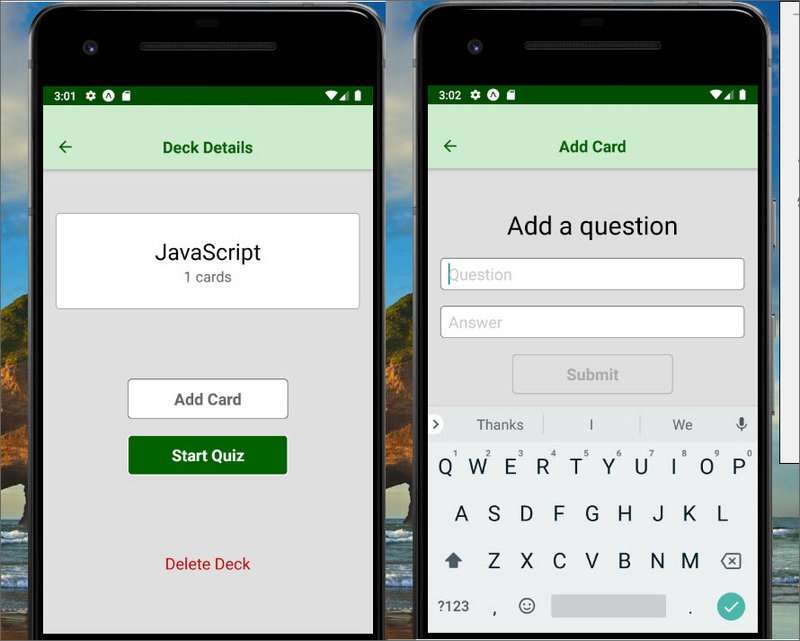 3:01
Deck Details
JavaScript
1 cards
Add Card
Start Quiz
Delete Deck
3:02
Add Card
Add a question
Question
Answer
Submit
Thanks I We
1 2 3 4 5 6 7 8 9 0
Q W E R T Y U I O P
A S D F G H J K L
Z X C V B N M
?123 , .